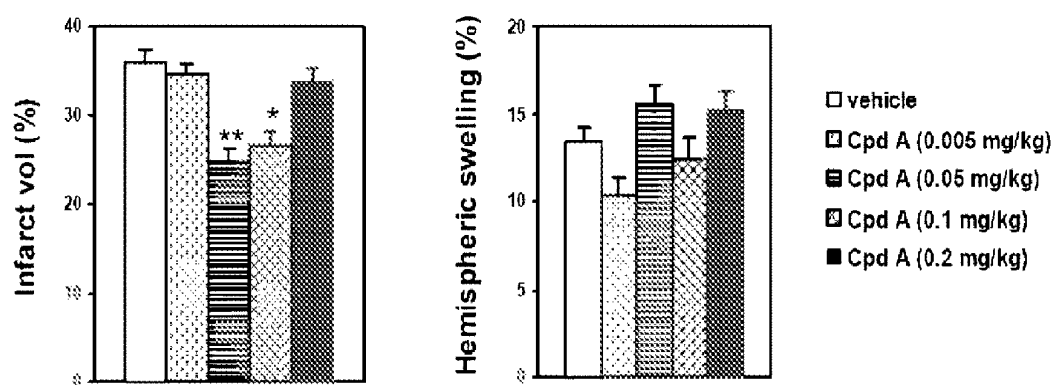 Infarct vol (%)
40
30
20
10
0
**
*
Hemispheric swelling (%)
20
15
10
5
0
vehicle
Cpd A (0.005 mg/kg)
Cpd A (0.05 mg/kg)
Cpd A (0.1 mg/kg)
Cpd A (0.2 mg/kg)